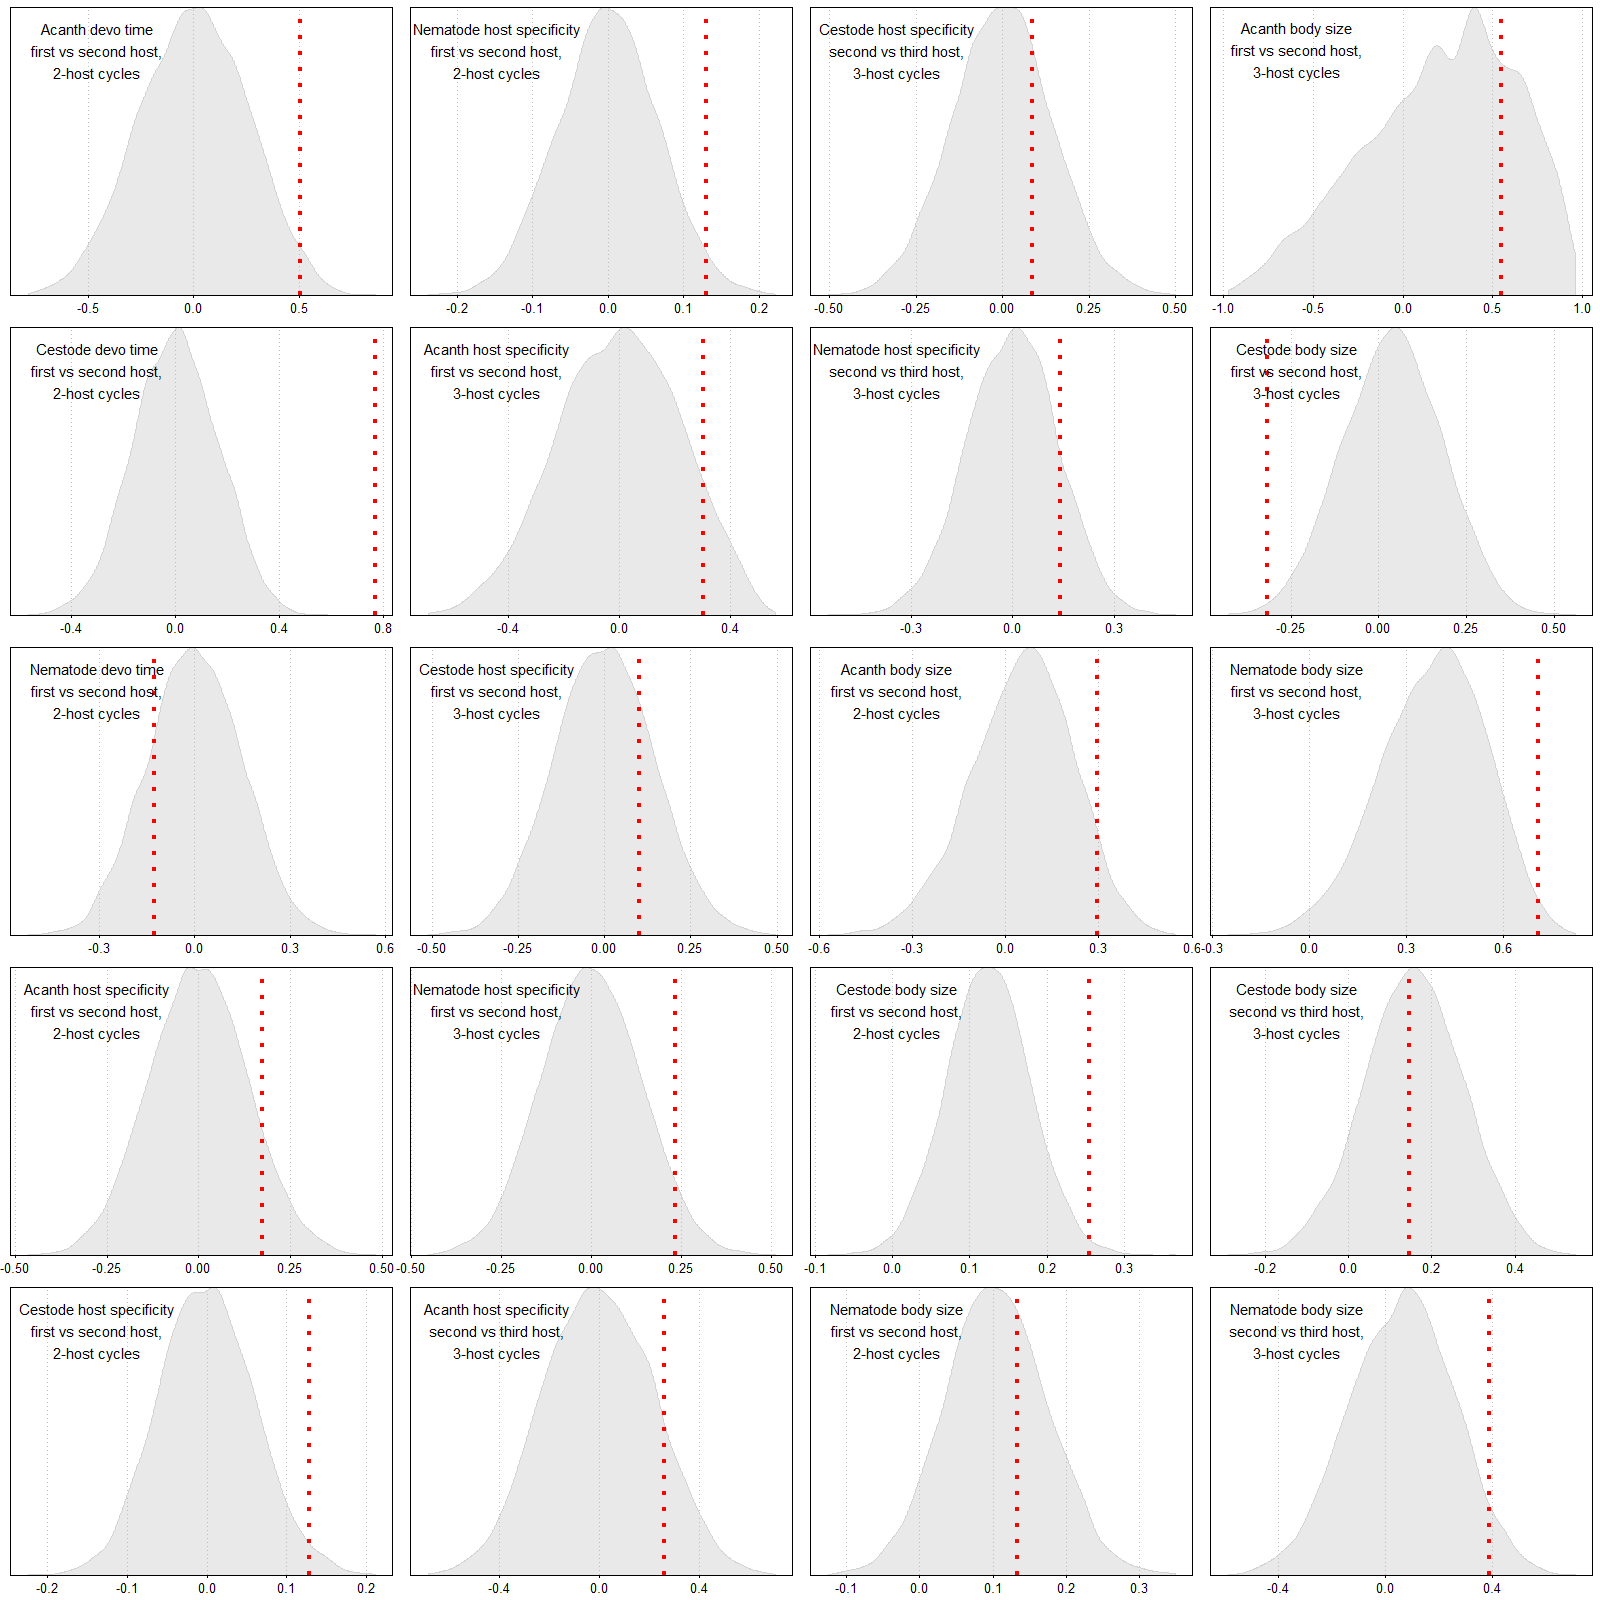 Acanth devo time
first vs second host,
2-host cycles
-0.5 0.0 0.5
Nematode host specificity
first vs second host,
2-host cycles
-0.2 -0.1 0.0 0.1 0.2
Cestode host specificity
second vs third host,
3-host cycles
-0.50 -0.25 0.00 0.25 0.50
Acanth body size
first vs second host,
3-host cycles
-1.0 -0.5 0.0 0.5 1.0
Cestode devo time
first vs second host,
2-host cycles
-0.4 0.0 0.4 0.8
Acanth host specificity
first vs second host,
3-host cycles
-0.4 0.0 0.4
Nematode host specificity
second vs third host,
3-host cycles
-0.3 0.0 0.3
Cestode body size
first vs second host,
3-host cycles
-0.25 0.00 0.25 0.50
Nematode devo time
first vs second host,
2-host cycles
-0.3 0.0 0.3 0.6
Cestode host specificity
first vs second host,
3-host cycles
-0.50 -0.25 0.00 0.25 0.50
Acanth body size
first vs second host,
2-host cycles
-0.6 -0.3 0.0 0.3 0.6
Nematode body size
first vs second host,
3-host cycles
-0.3 0.0 0.3 0.6
Acanth host specificity
first vs second host,
2-host cycles
-0.50 -0.25 0.00 0.25 0.50
Nematode host specificity
first vs second host,
3-host cycles
-0.50 -0.25 0.00 0.25 0.50
Cestode body size
first vs second host,
2-host cycles
-0.1 0.0 0.1 0.2 0.3
Cestode body size
second vs third host,
3-host cycles
-0.2 0.0 0.2 0.4
Cestode host specificity
first vs second host,
2-host cycles
-0.2 -0.1 0.0 0.1 0.2
Acanth host specificity
second vs third host,
3-host cycles
-0.4 0.0 0.4
Nematode body size
first vs second host,
2-host cycles
-0.1 0.0 0.1 0.2 0.3
Nematode body size
second vs third host,
3-host cycles
-0.4 0.0 0.4